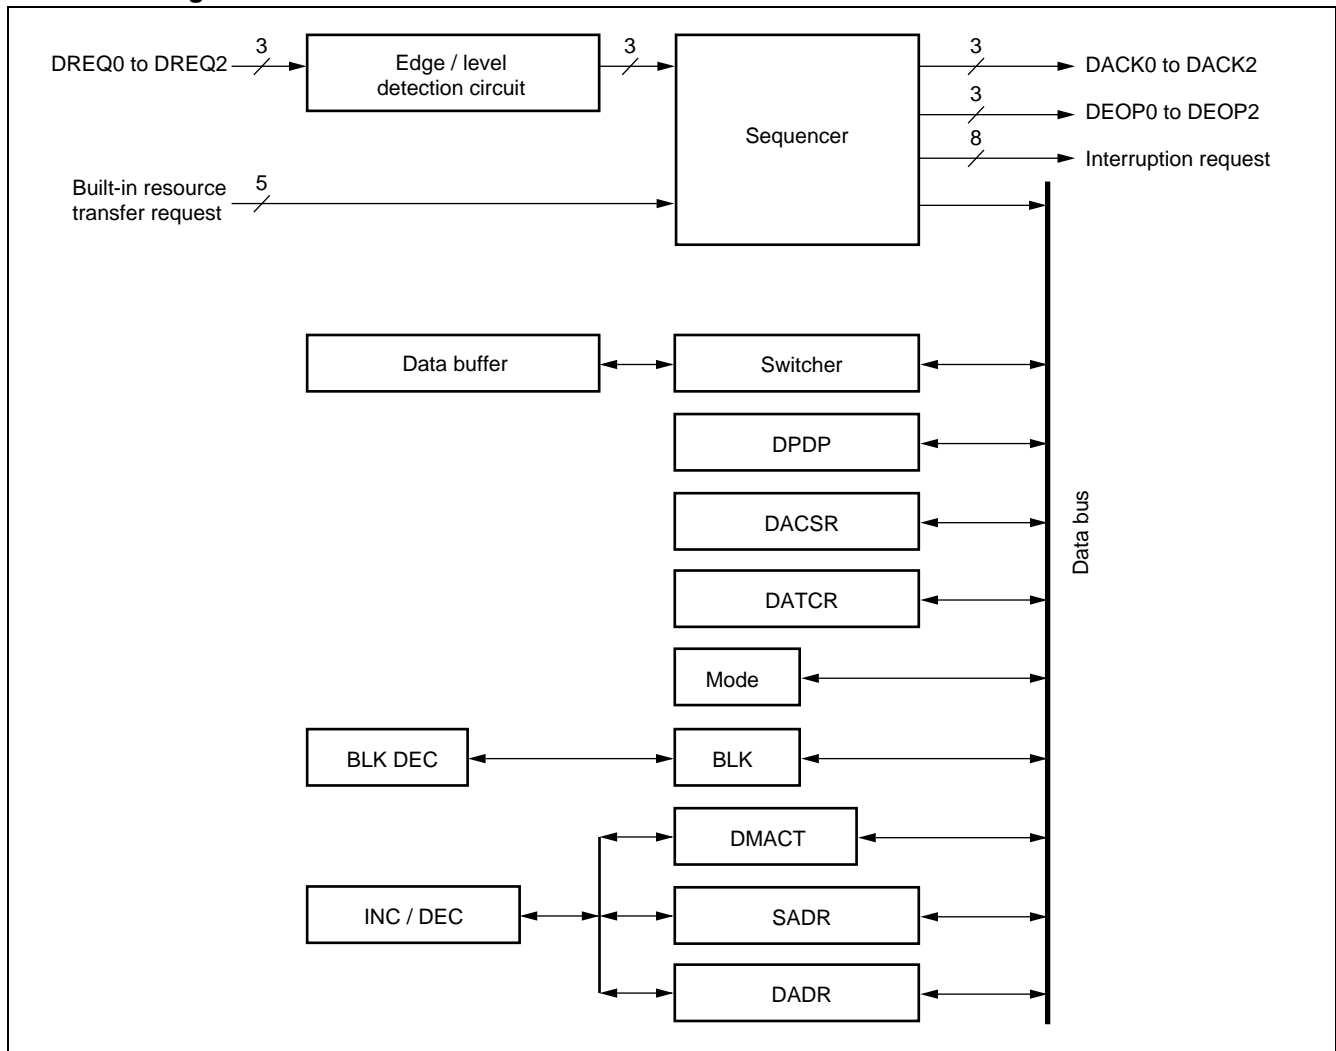 3
3
3
DREQ0 to DREQ2
Edge / level
detection circuit
DACK0 to DACK2
3
DEOP0 to DEOP2
Sequencer
8
Interruption request
Built-in resource
transfer request
5
Data buffer
Switcher
DPDP
DACSR
Data bus
DATCR
Mode
BLK DEC
BLK
DMACT
INC / DEC
SADR
DADR